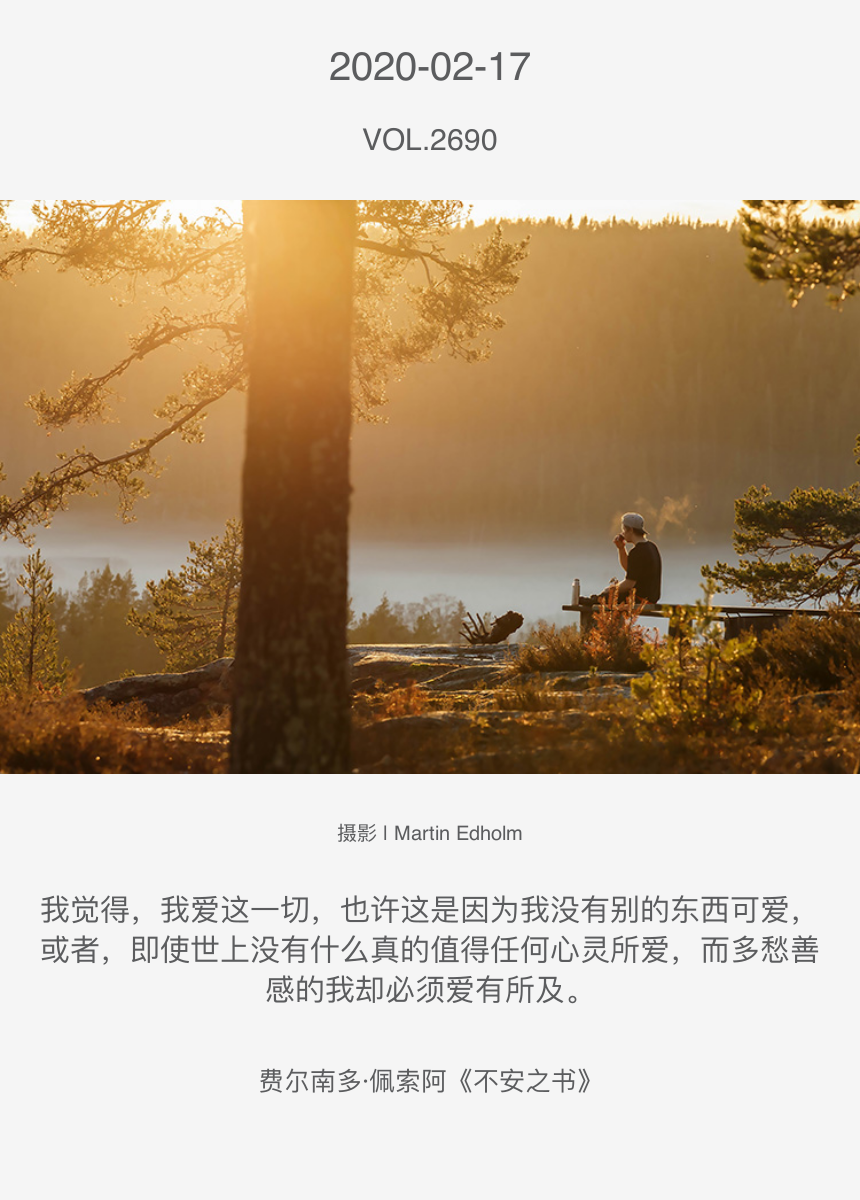 2020-02-17
VOL.2690
摄影 | Martin Edholm
我觉得，我爱这一切，也许这是因为我没有别的东西可爱，
或者，即使世上没有什么真的值得任何心灵所爱，而多愁善
感的我却必须爱有所及。
费尔南多·佩索阿《不安之书》